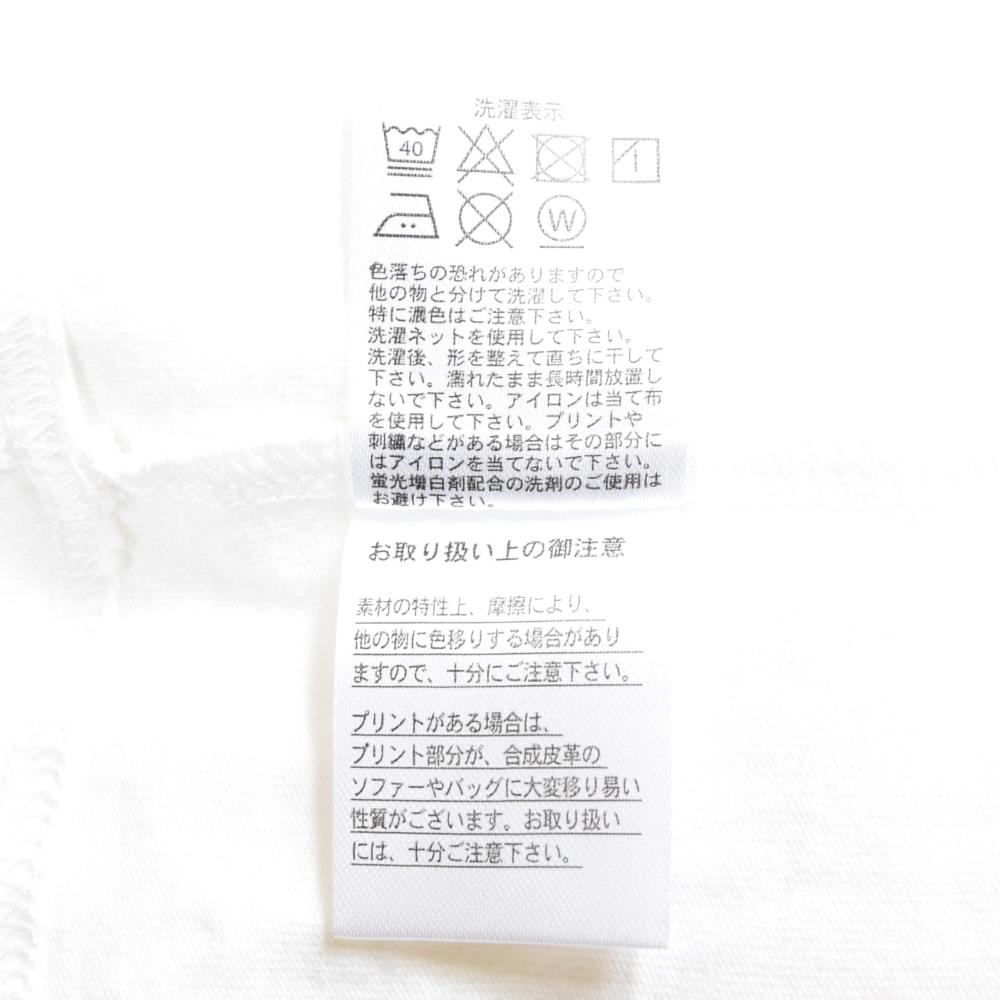 洗濯表示
40
W
色落ちの恐れがありますので
他の物と分けて洗濯して下さい。
特に濃色はご注意下さい。
洗濯ネットを使用して下さい。
洗濯後、形を整えて直ちに干して
下さい。濡れたまま長時間放置し
ないで下さい。アイロンは当て布
を使用して下さい。プリントや
刺繍などがある場合はその部分に
はアイロンを当てないで下さい。
蛍光増白剤配合の洗剤のご使用は
お避け下さい。
お取り扱い上の御注意
素材の特性上、摩擦により、
他の物に色移りする場合があり
ますので、十分にご注意下さい。
プリントがある場合は、
プリント部分が、合成皮革の
ソファーやバッグに大変移り易い
性質がございます。お取り扱い
には、十分ご注意下さい。